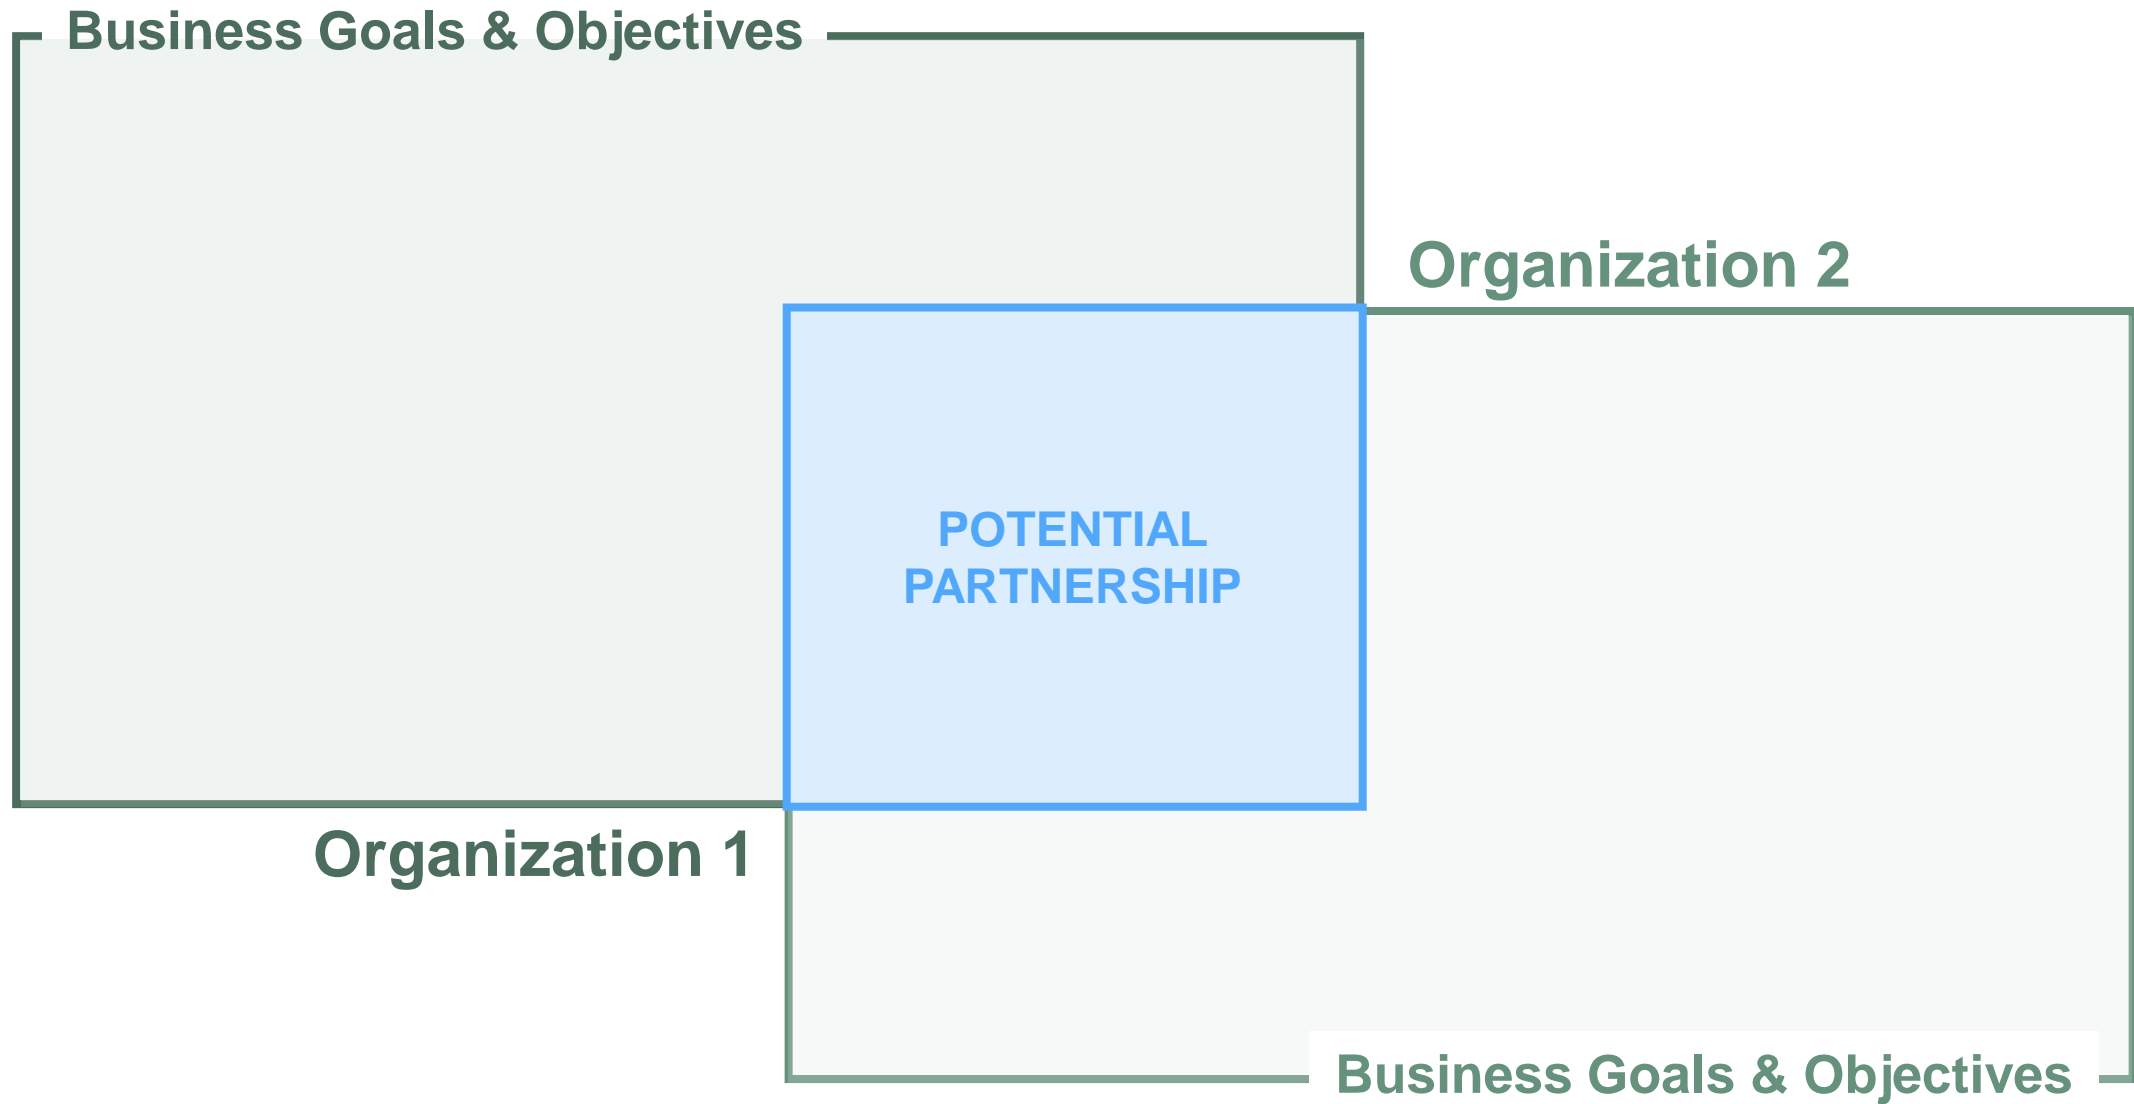 Business Goals & Objectives
Organization 2
POTENTIAL
PARTNERSHIP
Organization 1
Business Goals & Objectives